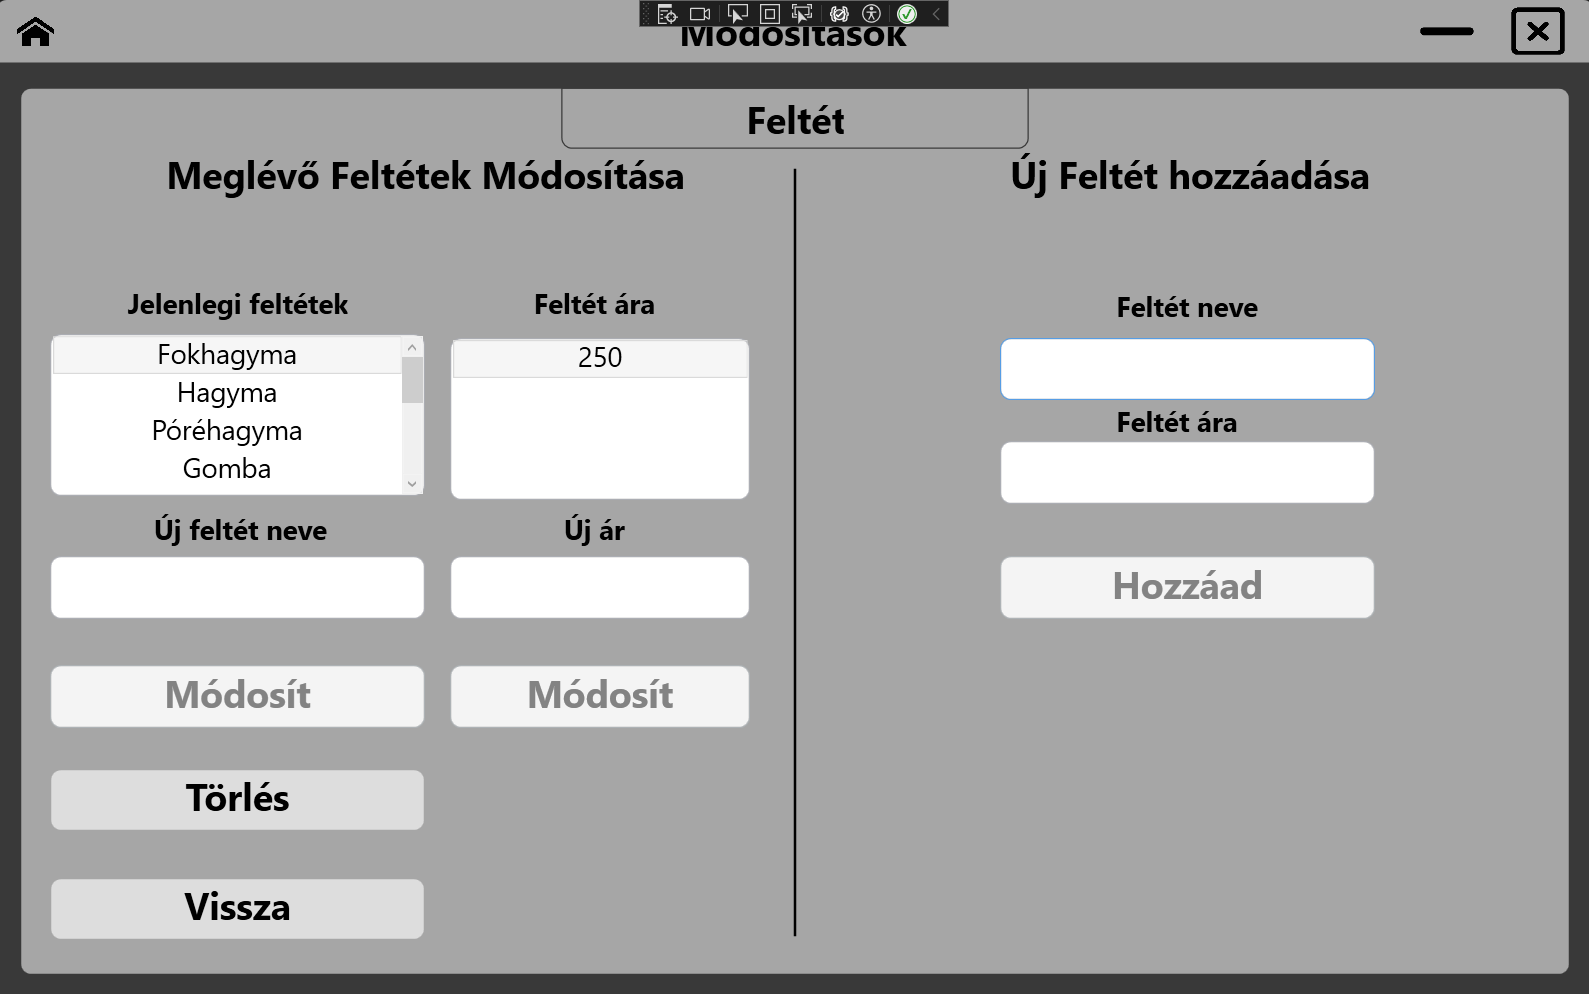 Módosítások
Feltét
Meglévő Feltétek Módosítása
Jelenlegi feltétek
Feltét ára
Fokhagyma
250
Hagyma
Póréhagyma
Gomba
Új feltét neve
Új ár
Módosít
Módosít
Törlés
Vissza
Új Feltét hozzáadása
Feltét neve
Feltét ára
Hozzáad